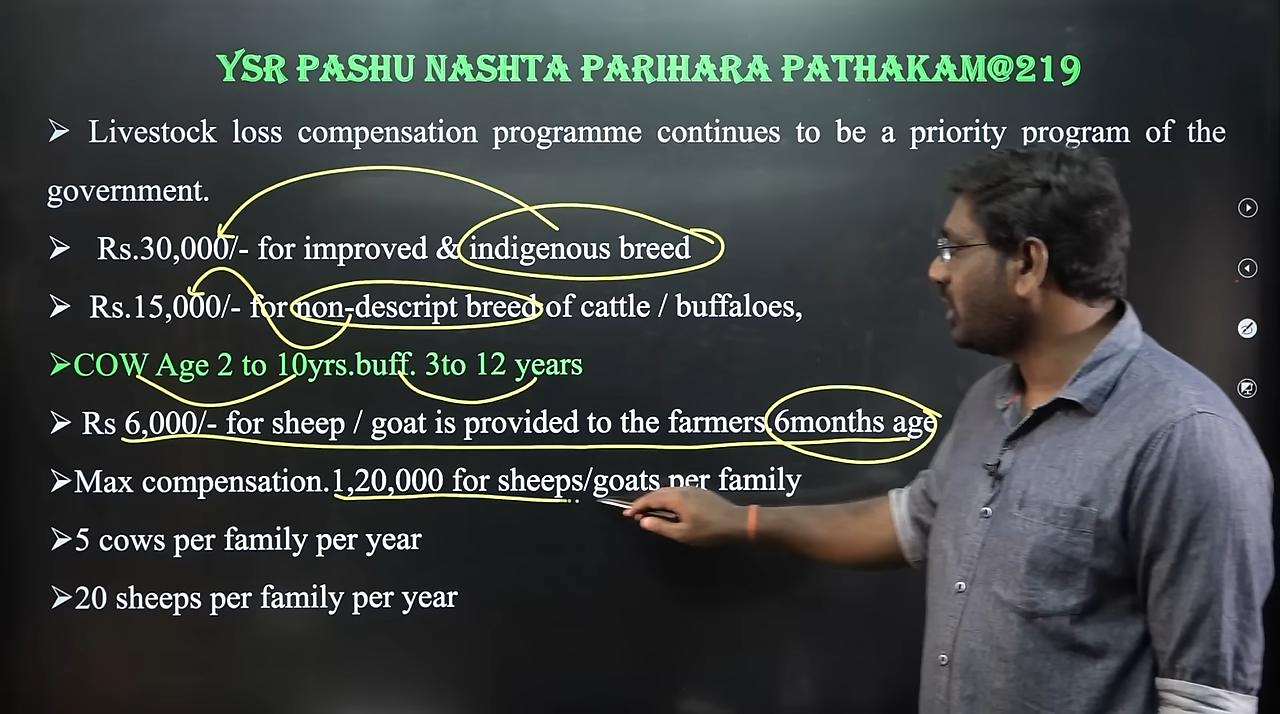 YSR PASHU NASHTA PARIHARA PATHAKAM@219
➢ Livestock loss compensation programme continues to be a priority program of the
government.
➢ Rs.30,000/- for improved & indigenous breed
➢ Rs.15,000/- for non-descript breed of cattle / buffaloes,
➢COW Age 2 to 10yrs.buff. 3to 12 years
➢ Rs 6,000/- for sheep / goat is provided to the farmers 6months age
➢Max compensation.1,20,000 for sheeps/goats per family
➢5 cows per family per year
➢20 sheeps per family per year